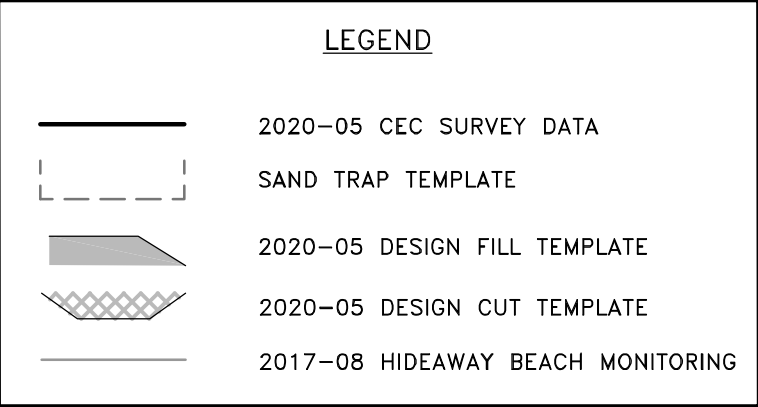 LEGEND
2020-05 CEC SURVEY DATA
SAND TRAP TEMPLATE
2020-05 DESIGN FILL TEMPLATE
2020-05 DESIGN CUT TEMPLATE
2017-08 HIDEAWAY BEACH MONITORING